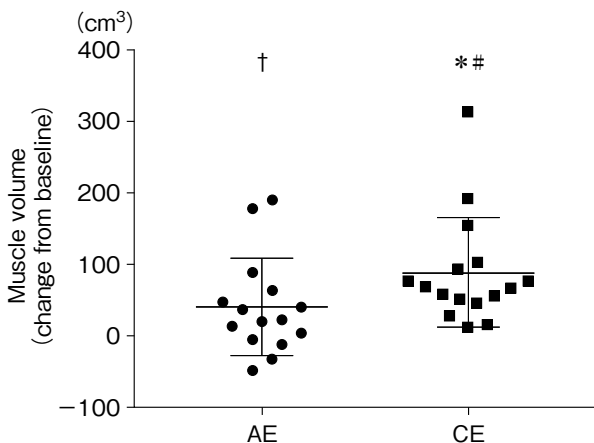 (cm³)
400
300
200
100
0
−100
Muscle volume
(change from baseline)
†
*#
AE
CE